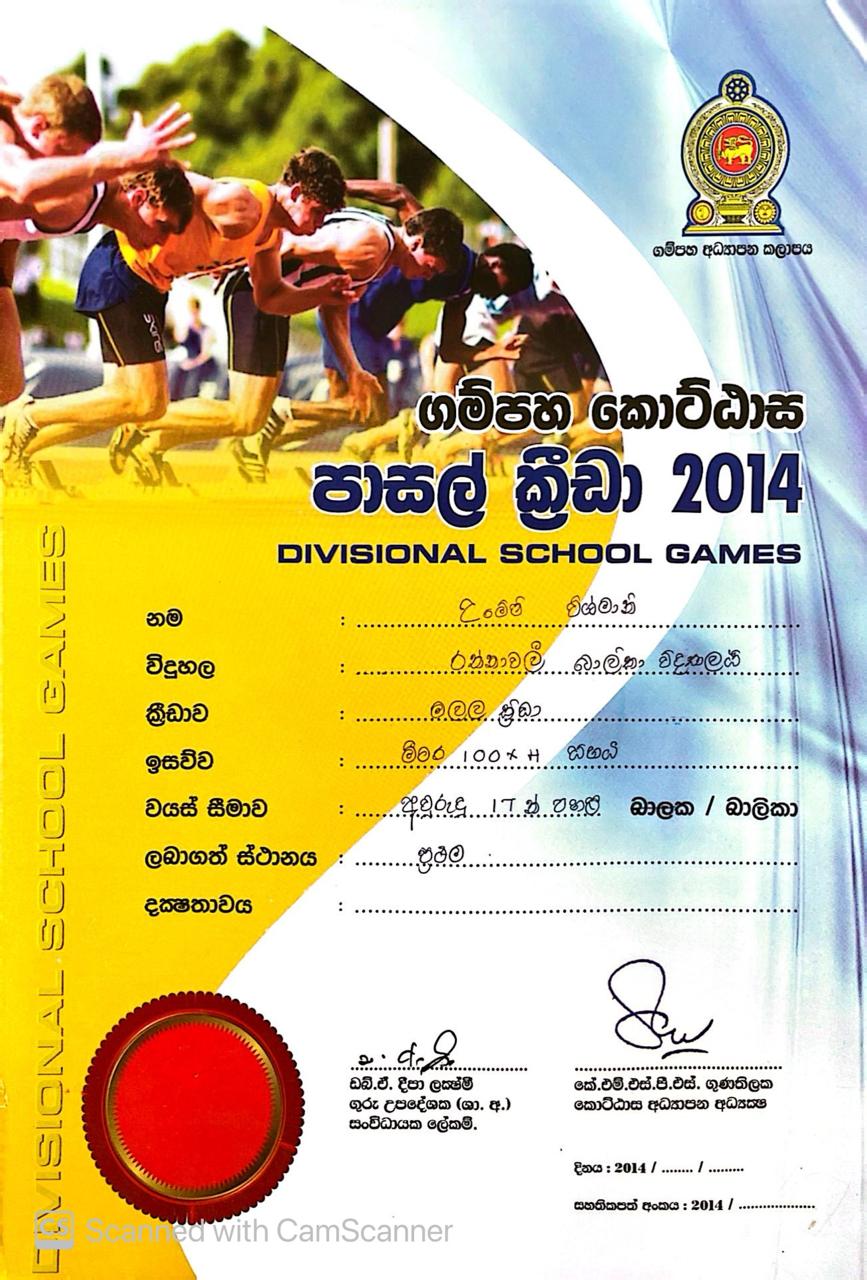 ගම්පහ අධ්‍යාපන කලාපය
ගම්පහ කොට්ඨාස
පාසල් ක්‍රීඩා 2014
DIVISIONAL SCHOOL GAMES
නම : විශ්මානි
විදුහල : රත්නාවලී බාලිකා විද්‍යාලය
ක්‍රීඩාව : මලල ක්‍රීඩා
ඉසව්ව : මීටර 100 x 4 සහය
වයස් සීමාව : අවුරුදු 17 න් පහළ බාලක / බාලිකා
ලබාගත් ස්ථානය : ප්‍රථම
දක්ෂතාවය :
DIVISIONAL SCHOOL GAMES
ඩබ්.ඒ. දීපා ලක්ෂ්මී
ගුරු උපදේශක (ශා. අ.)
සංවිධායක ලේකම්.
කේ.එම්.එස්.පී.එස්. ගුණතිලක
කොට්ඨාස අධ්‍යාපන අධ්‍යක්ෂ
දිනය : 2014 / ........ / .........
සහතිකපත් අංකය : 2014 / ....................
CS Scanned with CamScanner